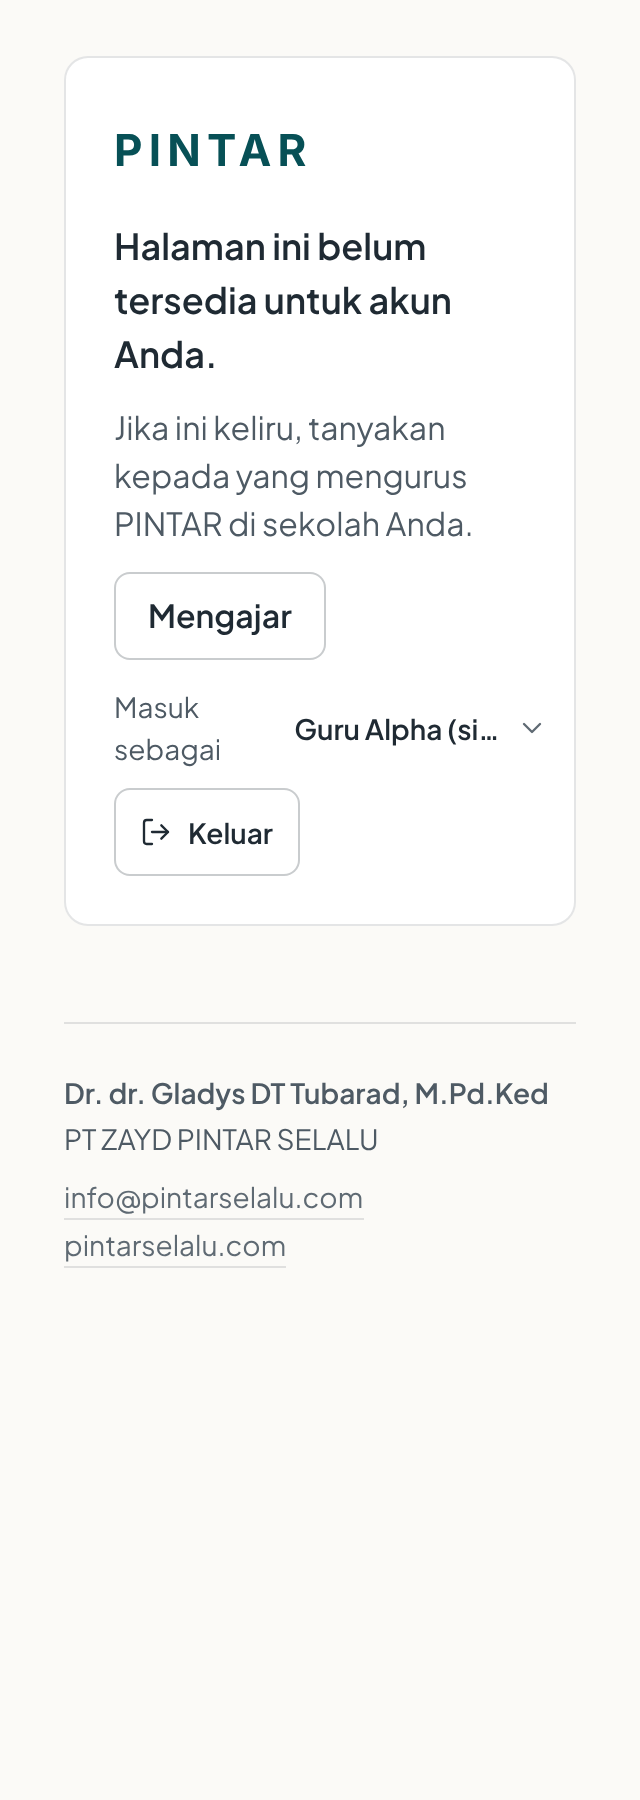 PINTAR
Halaman ini belum
tersedia untuk akun
Anda.
Jika ini keliru, tanyakan
kepada yang mengurus
PINTAR di sekolah Anda.
Mengajar
Masuk
sebagai
Guru Alpha (si…
Keluar
Dr. dr. Gladys DT Tubarad, M.Pd.Ked
PT ZAYD PINTAR SELALU
info@pintarselalu.com
pintarselalu.com